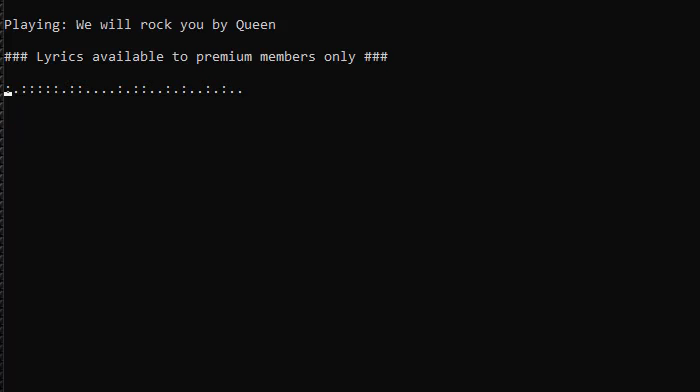 Playing: We will rock you by Queen
### Lyrics available to premium members only ###
:.:::::.::....:.::..:.:..:.:..